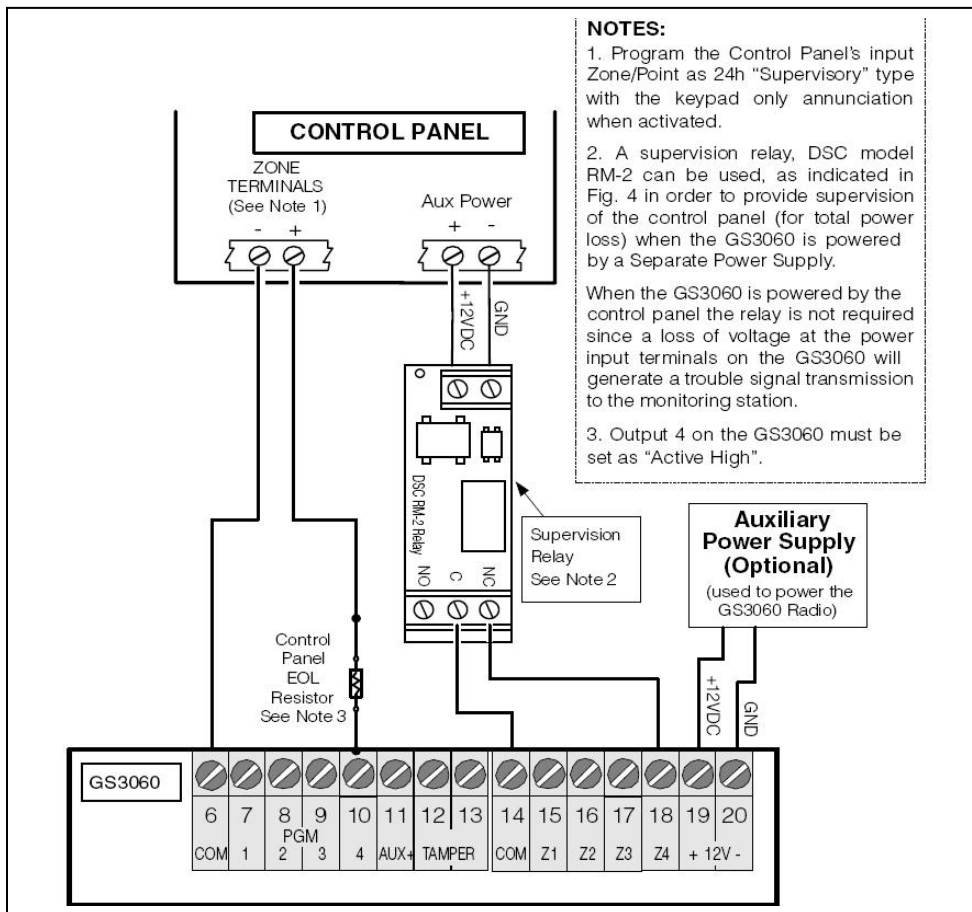 NOTES:
1. Program the Control Panel's input
Zone/Point as 24h “Supervisory” type
with the keypad only annunciation
when activated.
2. A supervision relay, DSC model
RM-2 can be used, as indicated in
Fig. 4 in order to provide supervision
of the control panel (for total power
loss) when the GS3060 is powered
by a Separate Power Supply.
When the GS3060 is powered by the
control panel the relay is not required
since a loss of voltage at the power
input terminals on the GS3060 will
generate a trouble signal transmission
to the monitoring station.
3. Output 4 on the GS3060 must be
set as “Active High”.
CONTROL PANEL
ZONE
TERMINALS
(See Note 1)
- +
Aux Power
+ -
+12VDC
GND
DSC RM-2 Relay
NO C NC
Supervision
Relay
See Note 2
Auxiliary
Power Supply
(Optional)
(used to power the
GS3060 Radio)
+12VDC
GND
Control
Panel
EOL
Resistor
See Note 3
GS3060
6 7 8 9 10 11 12 13 14 15 16 17 18 19 20
PGM
COM 1 2 3 4 AUX+ TAMPER COM Z1 Z2 Z3 Z4 + 12V -